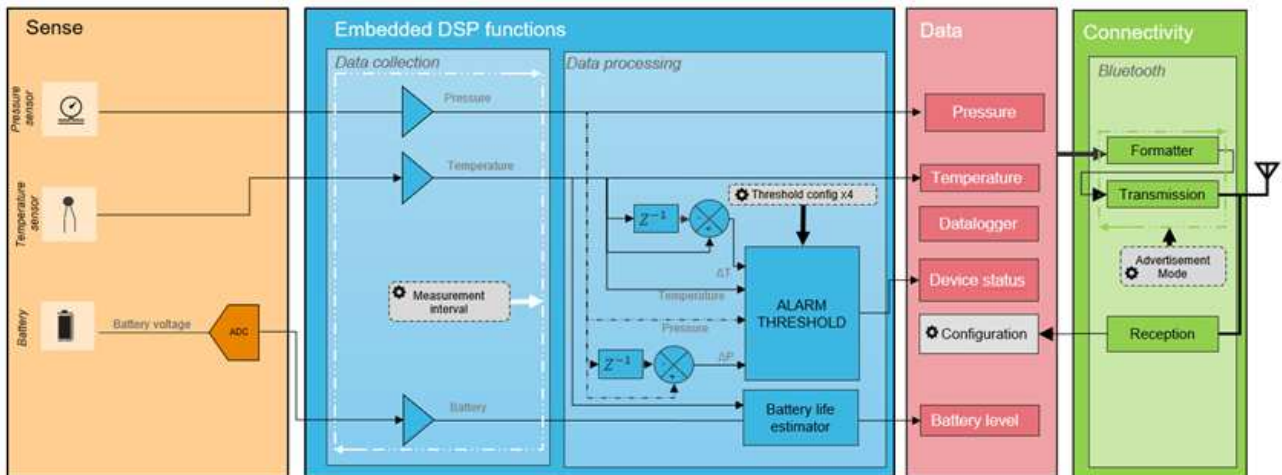 Sense
Embedded DSP functions
Data
Connectivity
Data collection
Data processing
Bluetooth
Pressure
sensor
Pressure
Pressure
Formatter
Temperature
sensor
Temperature
Temperature
Threshold config x4
Transmission
Z⁻¹
-
+
Datalogger
Advertisement
Mode
ΔT
Device status
Measurement
interval
Temperature
ALARM
THRESHOLD
Battery
Battery voltage
ADC
Pressure
Configuration
Reception
Z⁻¹
-
+
ΔP
Battery
Battery life
estimator
Battery level